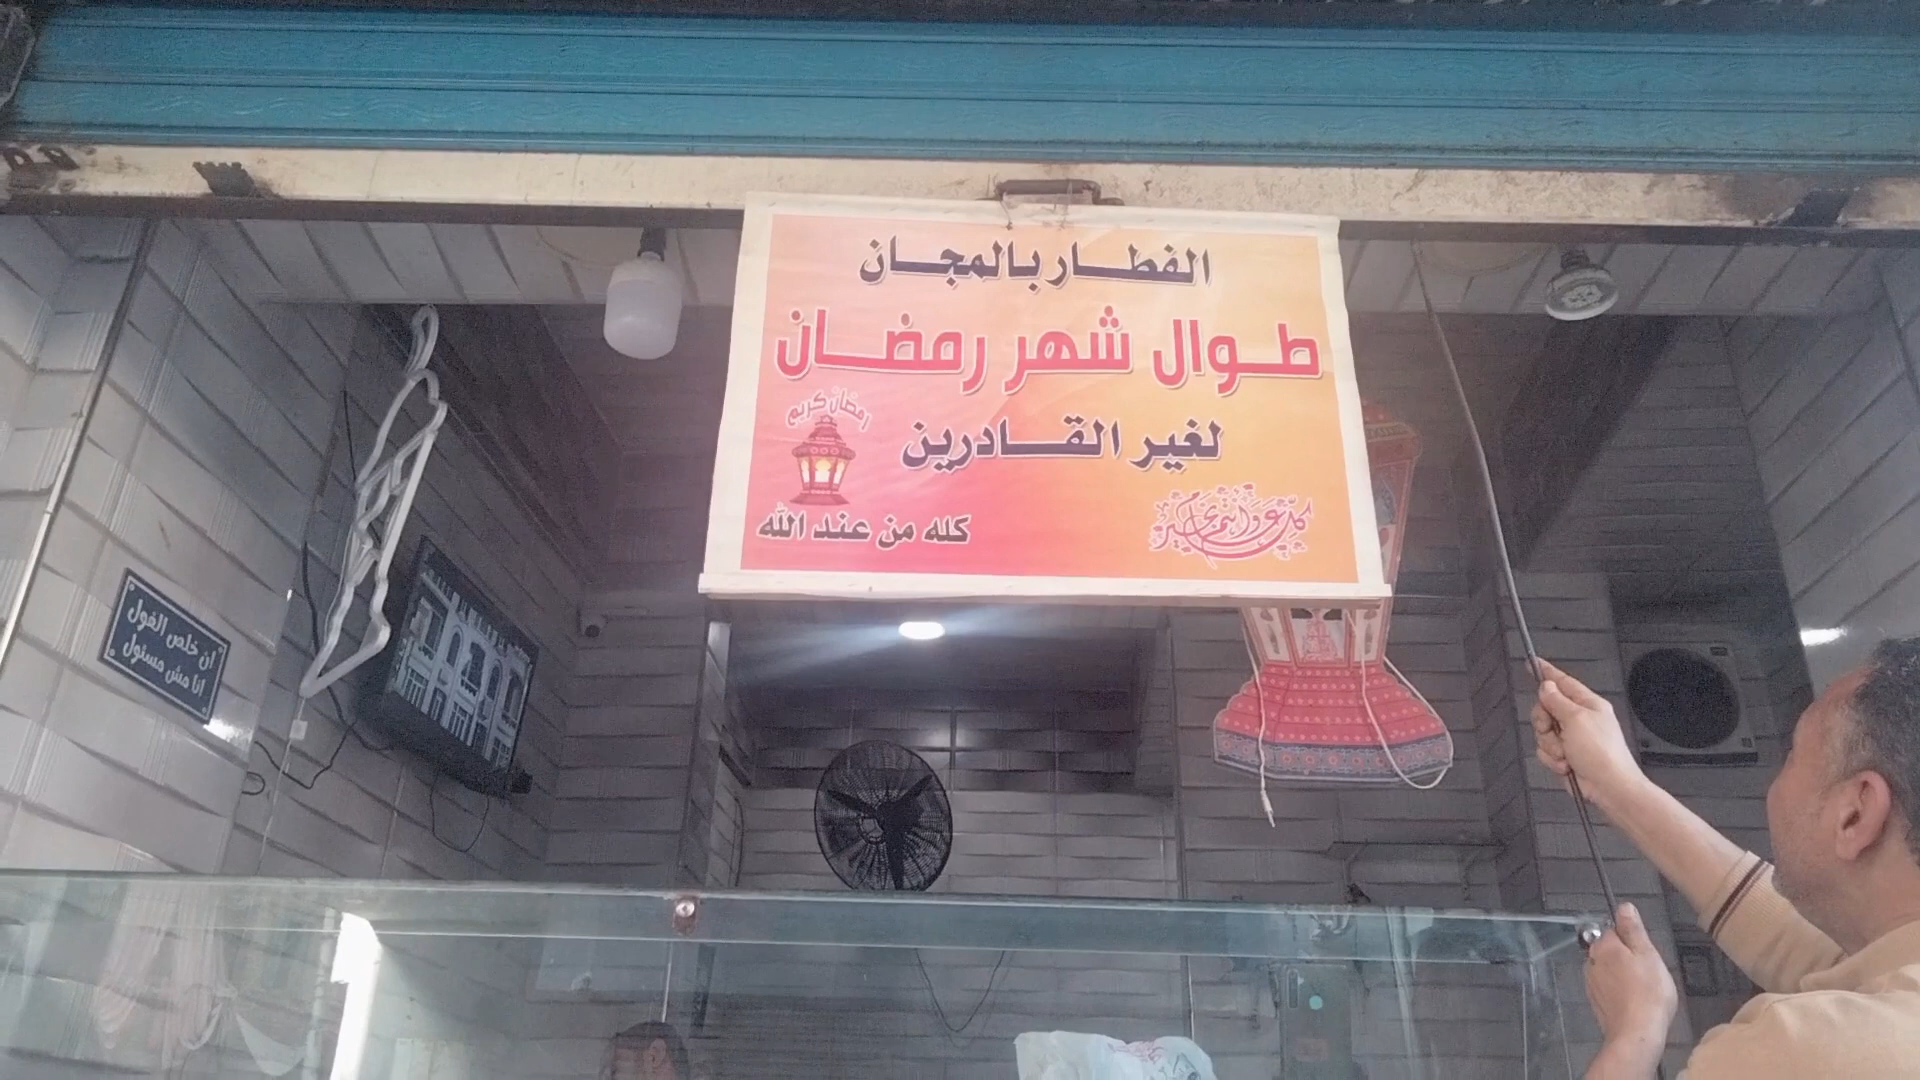 الفطار بالمجان
طوال شهر رمضان
لغير القادرين
رمضان كريم
كله من عند الله
كل عام وانتم بخير
ان خلص الفول
انا مش مسئول